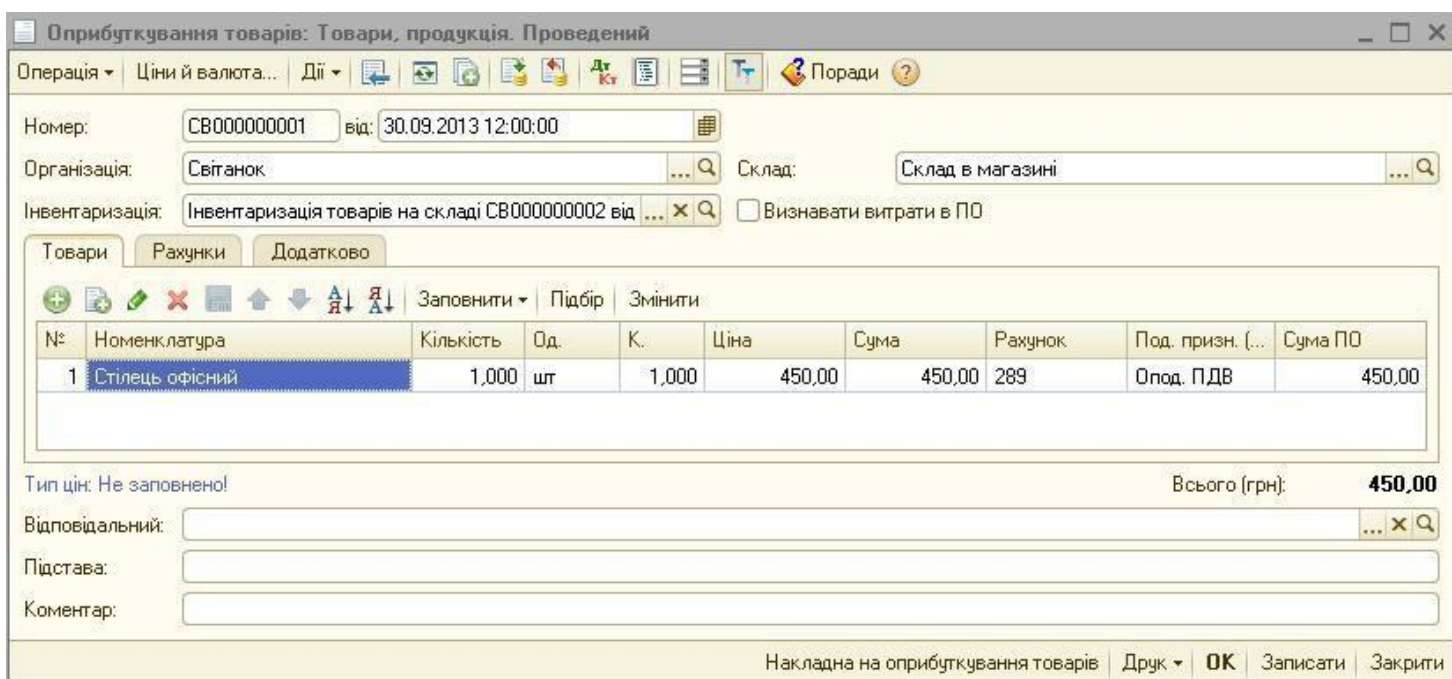 Оприбуткування товарів: Товари, продукція. Проведений
Операція Ціни й валюта... Дії Дт Кт Тт Поради ?
Номер: СВ000000001 від: 30.09.2013 12:00:00
Організація: Світанок ... Склад: Склад в магазині ...
Інвентаризація: Інвентаризація товарів на складі СВ000000002 від ... Визнавати витрати в ПО
Товари Рахунки Додатково
А Я Я А Заповнити Підбір Змінити
№ Номенклатура Кількість Од. К. Ціна Сума Рахунок Под. призн. (... Сума ПО
1 Стілець офісний 1,000 шт 1,000 450,00 450,00 289 Опод. ПДВ 450,00
Тип цін: Не заповнено! Всього (грн): 450,00
Відповідальний: ...
Підстава:
Коментар:
Накладна на оприбуткування товарів Друк OK Записати Закрити